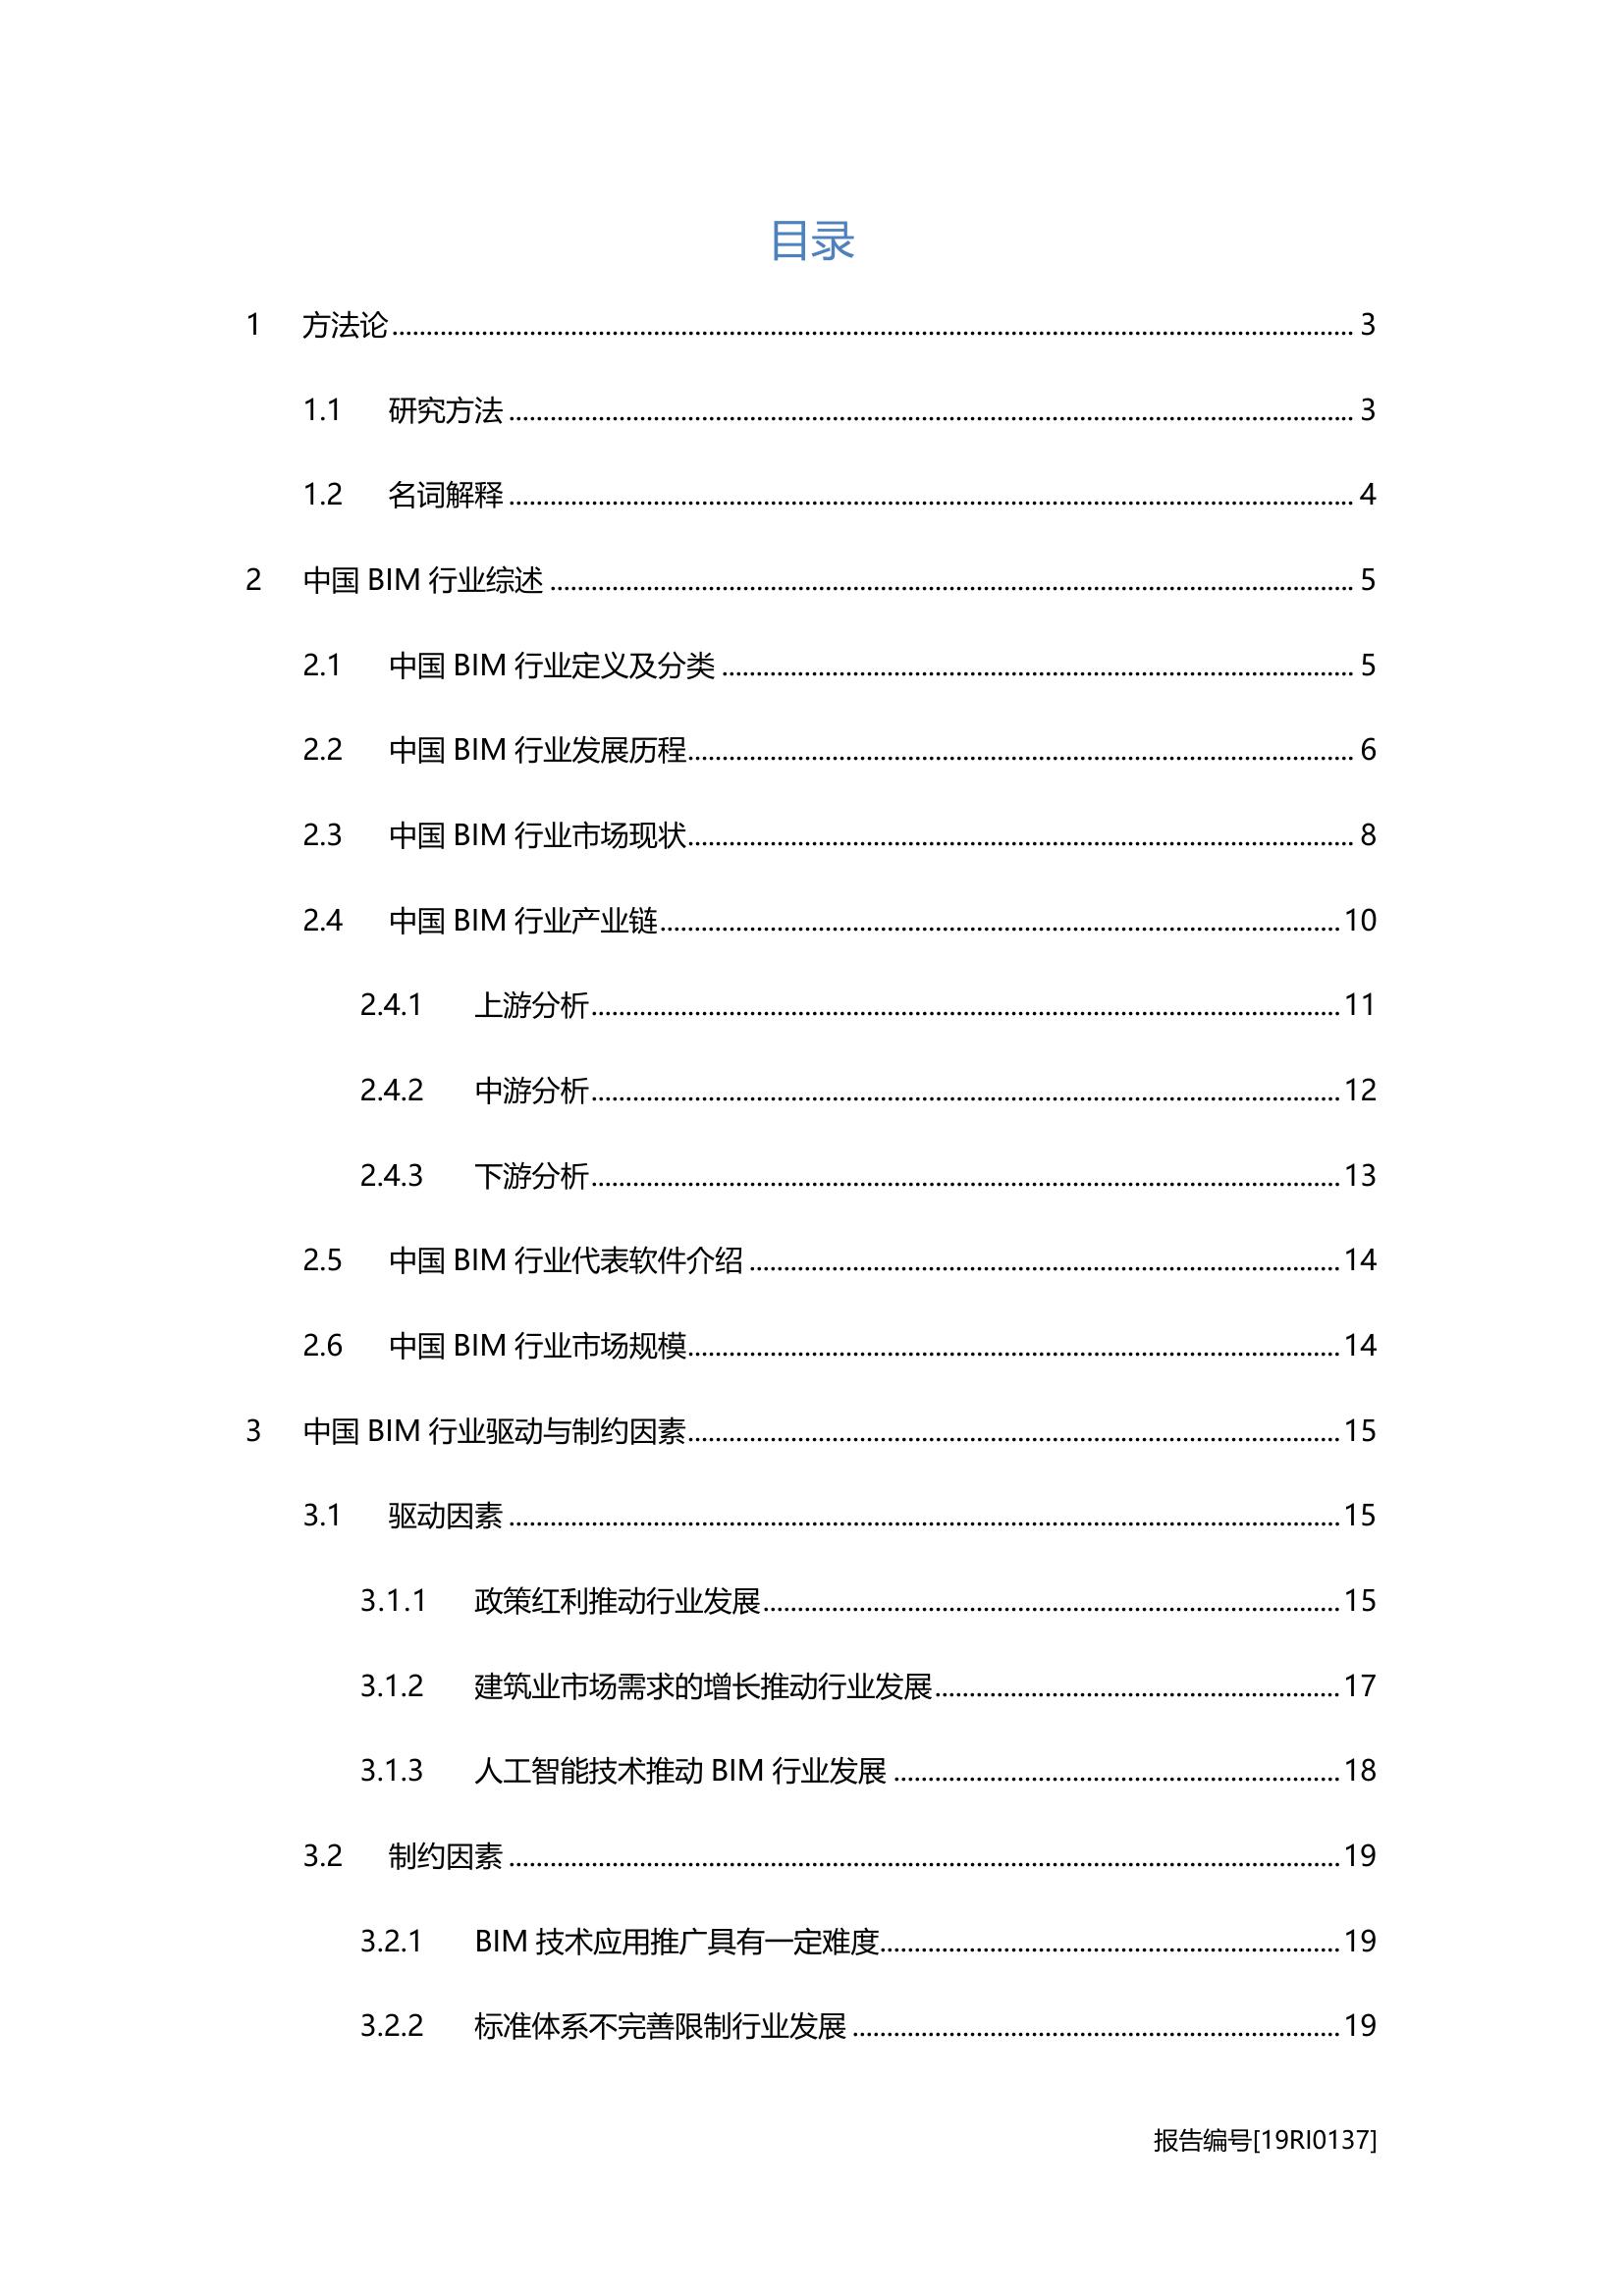 目录
1 方法论 3
1.1 研究方法 3
1.2 名词解释 4
2 中国 BIM 行业综述 5
2.1 中国 BIM 行业定义及分类 5
2.2 中国 BIM 行业发展历程 6
2.3 中国 BIM 行业市场现状 8
2.4 中国 BIM 行业产业链 10
2.4.1 上游分析 11
2.4.2 中游分析 12
2.4.3 下游分析 13
2.5 中国 BIM 行业代表软件介绍 14
2.6 中国 BIM 行业市场规模 14
3 中国 BIM 行业驱动与制约因素 15
3.1 驱动因素 15
3.1.1 政策红利推动行业发展 15
3.1.2 建筑业市场需求的增长推动行业发展 17
3.1.3 人工智能技术推动 BIM 行业发展 18
3.2 制约因素 19
3.2.1 BIM 技术应用推广具有一定难度 19
3.2.2 标准体系不完善限制行业发展 19
报告编号[19RI0137]